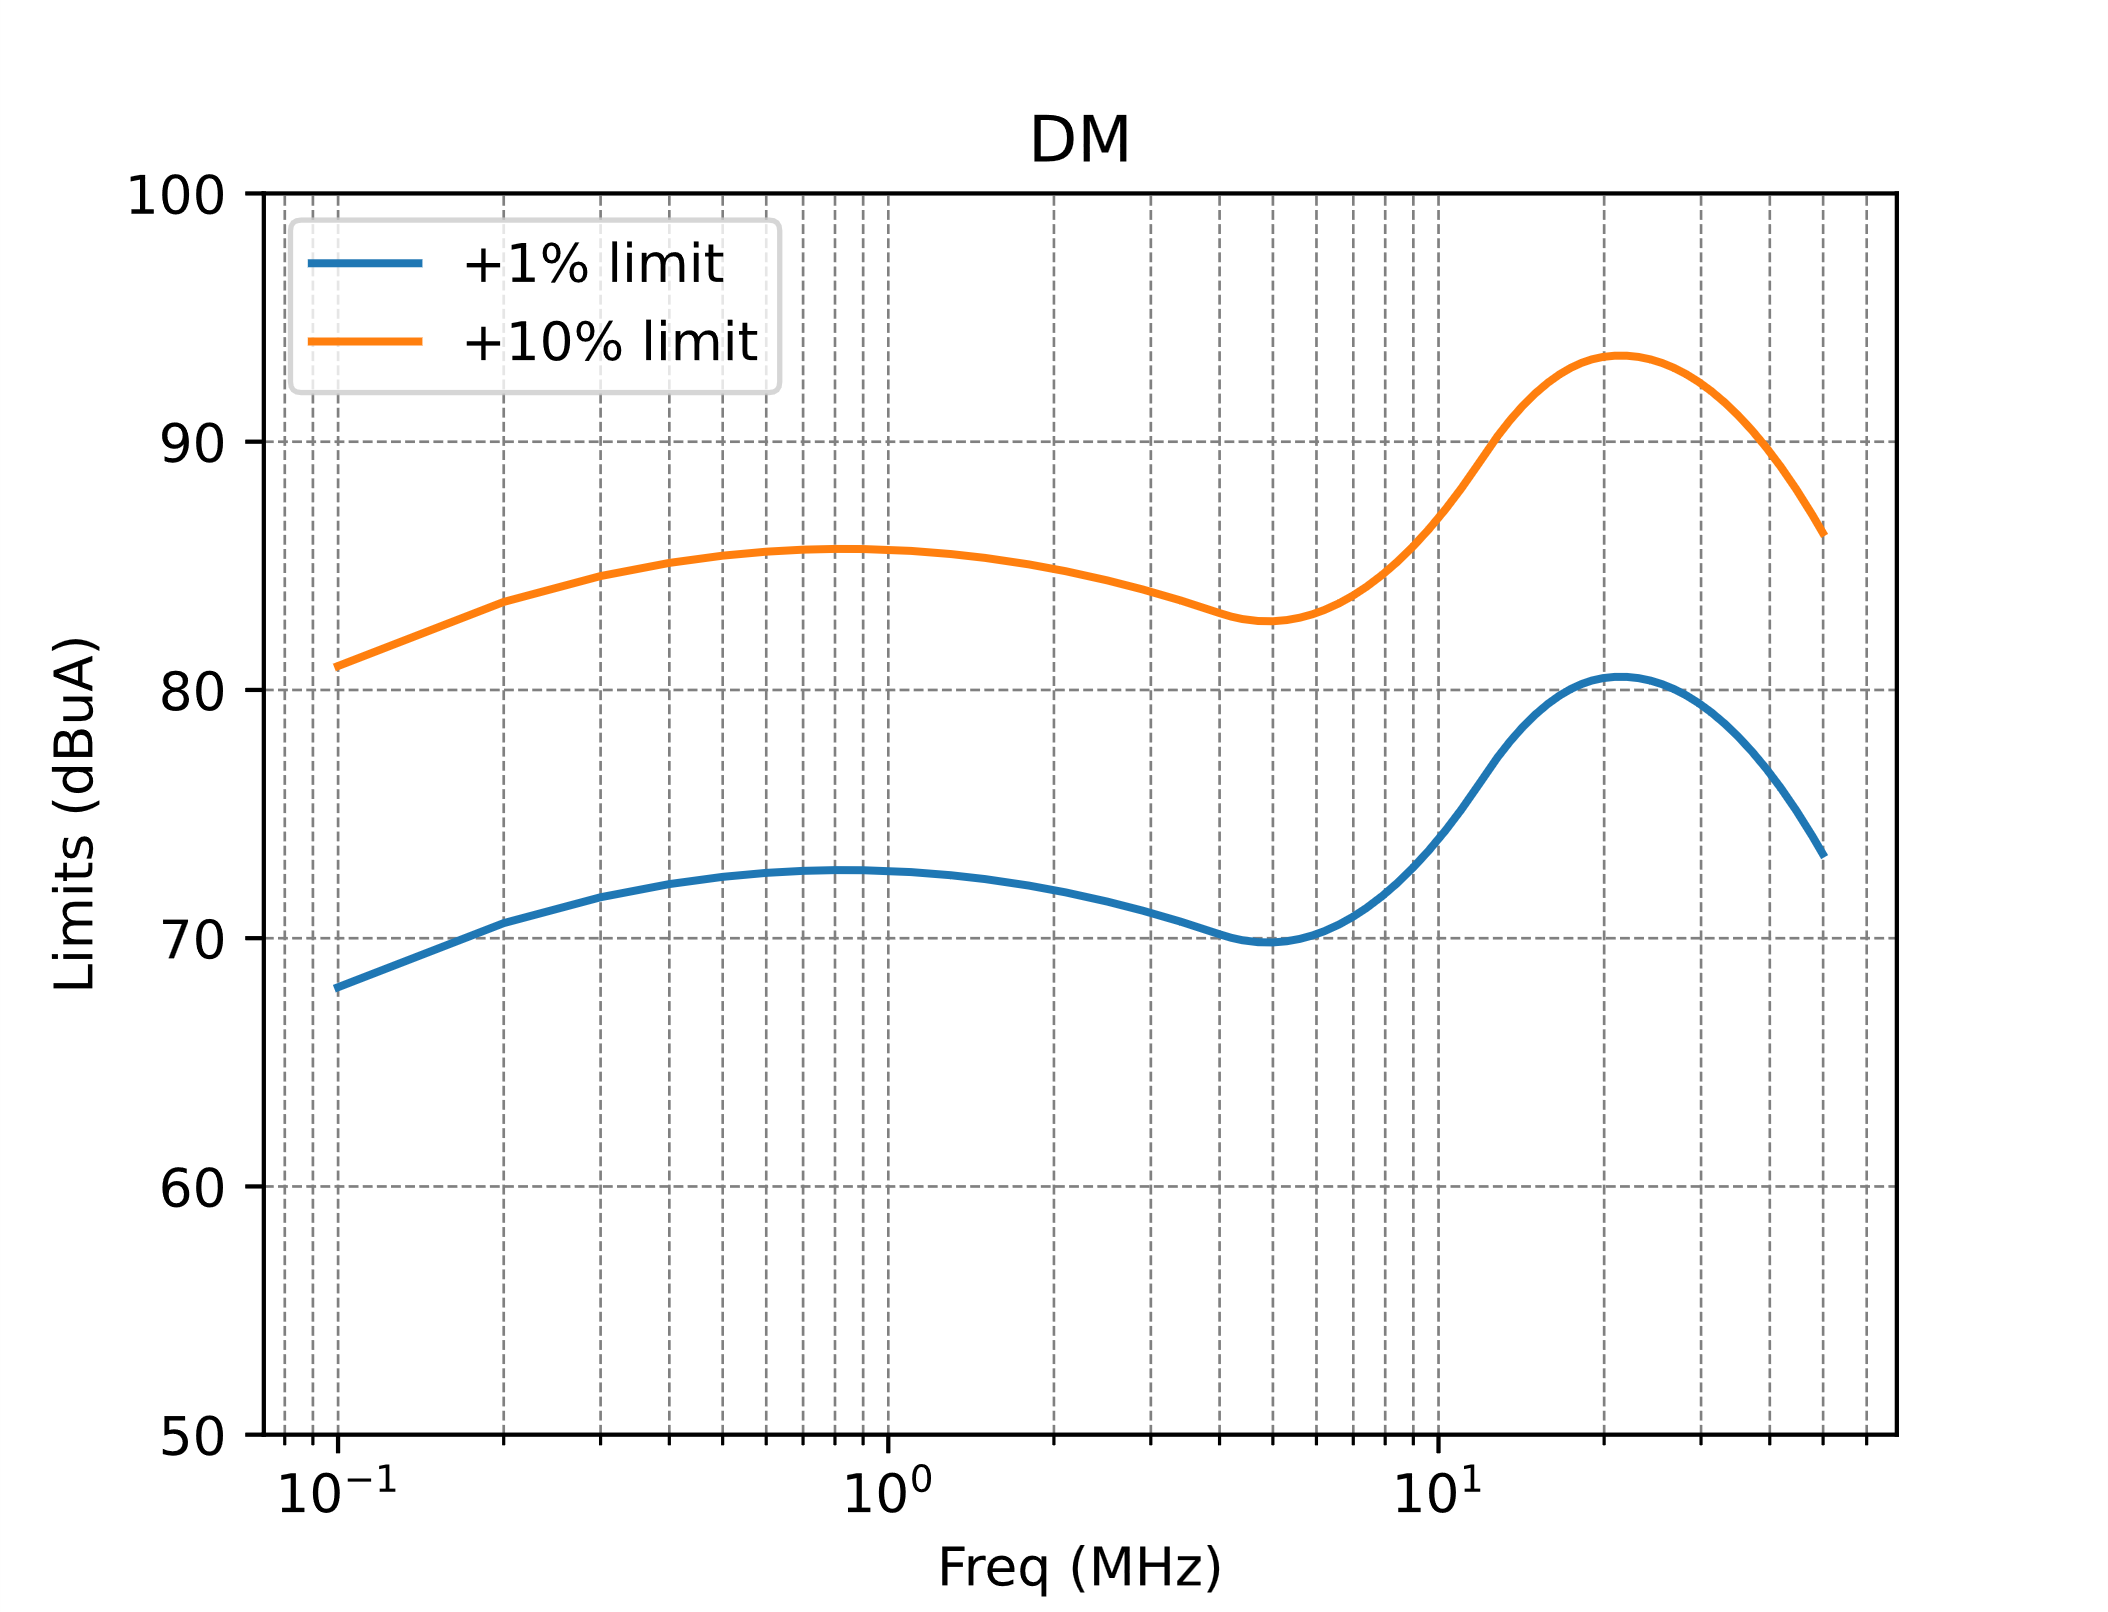 DM
100
90
80
70
60
50
+1% limit
+10% limit
Limits (dBuA)
10⁻¹
10⁰
10¹
Freq (MHz)